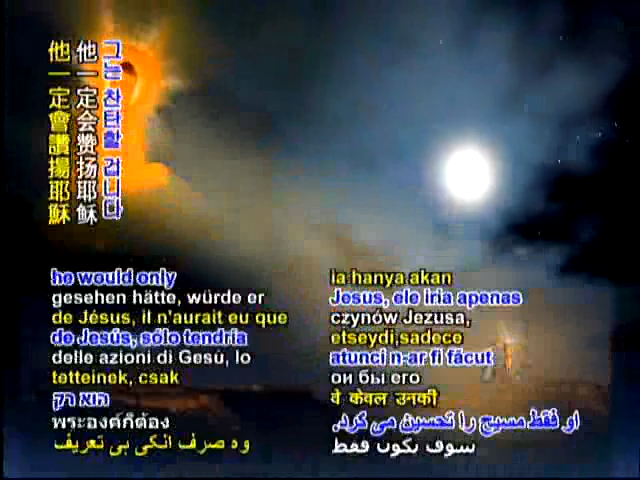 他一定會讚揚耶穌
他一定会赞扬耶稣
그는 찬탄할 겁니다
he would only
gesehen hätte, würde er
de Jésus, il n'aurait eu que
de Jesús, sólo tendría
delle azioni di Gesù, lo
tetteinek, csak
הוא רק
พระองค์ก็ต้อง
وہ صرف انکی ہی تعریف
ia hanya akan
Jesus, ele iria apenas
czynów Jezusa,
etseydi,sadece
atunci n-ar fi făcut
он бы его
वे केवल उनकी
او فقط مسیح را تحسین می کرد.
سوف يكون فقط